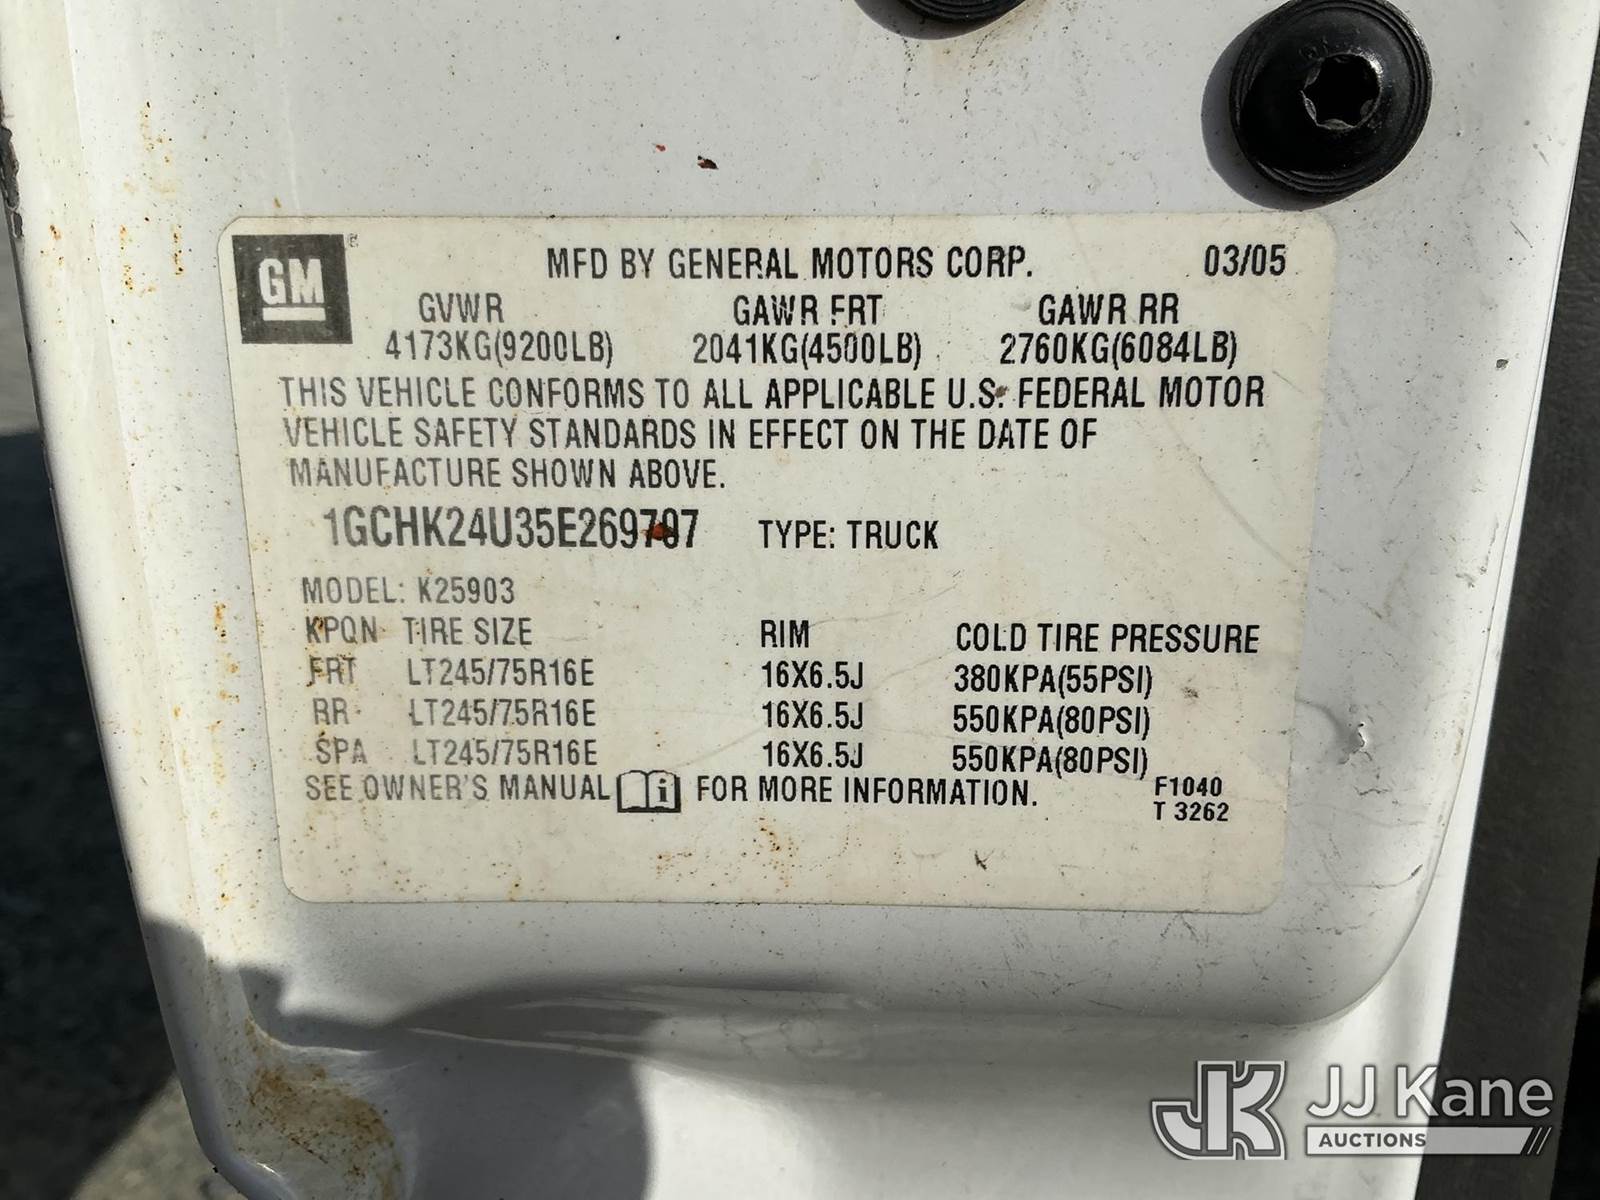 GM
MFD BY GENERAL MOTORS CORP. 03/05
GVWR GAWR FRT GAWR RR
4173KG(9200LB) 2041KG(4500LB) 2760KG(6084LB)
THIS VEHICLE CONFORMS TO ALL APPLICABLE U.S. FEDERAL MOTOR
VEHICLE SAFETY STANDARDS IN EFFECT ON THE DATE OF
MANUFACTURE SHOWN ABOVE.
1GCHK24U35E269797 TYPE: TRUCK
MODEL: K25903
KPQN TIRE SIZE RIM COLD TIRE PRESSURE
FRT LT245/75R16E 16X6.5J 380KPA(55PSI)
RR LT245/75R16E 16X6.5J 550KPA(80PSI)
SPA LT245/75R16E 16X6.5J 550KPA(80PSI)
SEE OWNER'S MANUAL i FOR MORE INFORMATION. F1040
T 3262
JK JJ Kane
AUCTIONS